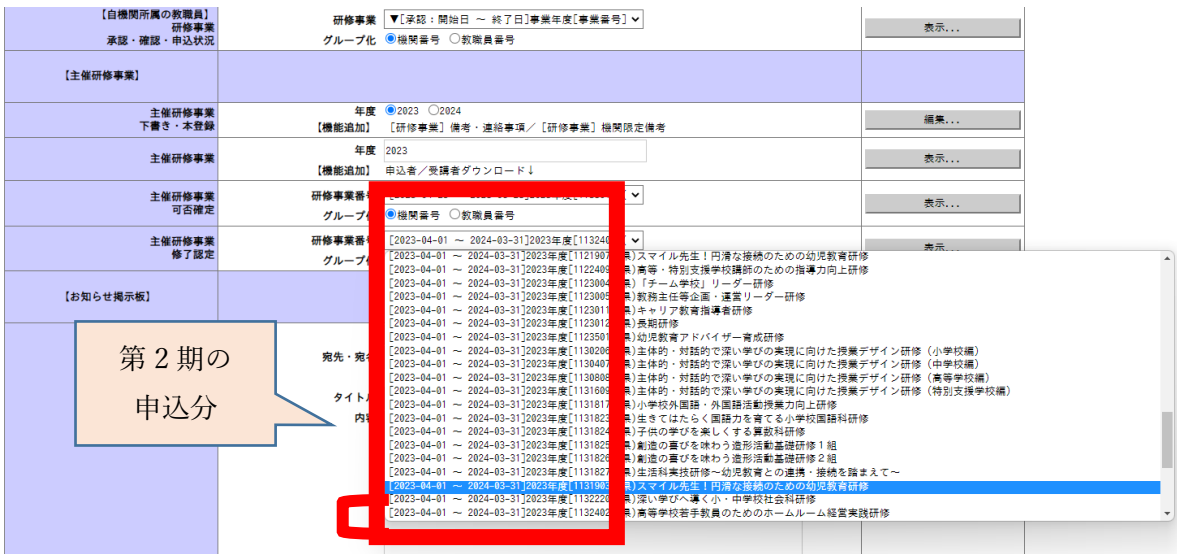 【自機関所属の教職員】
研修事業
承認・確認・申込状況
研修事業 ▼[承認：開始日 ～ 終了日]事業年度[事業番号]
グループ化 機関番号 教職員番号
表示...
【主催研修事業】
主催研修事業
下書き・本登録
年度 2023 2024
【機能追加】 [研修事業] 備考・連絡事項／ [研修事業] 機関限定備考
編集...
主催研修事業
年度 2023
【機能追加】 申込者／受講者ダウンロード↓
表示...
主催研修事業
可否確定
研修事業番
グループ
機関番号 教職員番号
表示...
主催研修事業
修了認定
研修事業番
[2023-04-01 ～ 2024-03-31]2023年度[113240
グループ
表示
[2023-04-01 ～ 2024-03-31]2023年度[1121907 県)スマイル先生！円滑な接続のための幼児教育研修
[2023-04-01 ～ 2024-03-31]2023年度[1122409 県)高等・特別支援学校講師のための指導力向上研修
[2023-04-01 ～ 2024-03-31]2023年度[1123004 県)「チーム学校」リーダー研修
[2023-04-01 ～ 2024-03-31]2023年度[1123005 県)教務主任等企画・運営リーダー研修
[2023-04-01 ～ 2024-03-31]2023年度[1123011 県)キャリア教育指導者研修
[2023-04-01 ～ 2024-03-31]2023年度[1123012 県)長期研修
[2023-04-01 ～ 2024-03-31]2023年度[1123501 県)幼児教育アドバイザー育成研修
[2023-04-01 ～ 2024-03-31]2023年度[1130206 県)主体的・対話的で深い学びの実現に向けた授業デザイン研修（小学校編）
[2023-04-01 ～ 2024-03-31]2023年度[1130407 県)主体的・対話的で深い学びの実現に向けた授業デザイン研修（中学校編）
[2023-04-01 ～ 2024-03-31]2023年度[1130808 県)主体的・対話的で深い学びの実現に向けた授業デザイン研修（高等学校編）
[2023-04-01 ～ 2024-03-31]2023年度[1131609 県)主体的・対話的で深い学びの実現に向けた授業デザイン研修（特別支援学校編）
[2023-04-01 ～ 2024-03-31]2023年度[1131817 県)小学校外国語・外国語活動授業力向上研修
[2023-04-01 ～ 2024-03-31]2023年度[1131823 県)生きてはたらく国語力を育てる小学校国語科研修
[2023-04-01 ～ 2024-03-31]2023年度[1131824 県)子供の学びを楽しくする算数科研修
[2023-04-01 ～ 2024-03-31]2023年度[1131825 県)創造の喜びを味わう造形活動基礎研修１組
[2023-04-01 ～ 2024-03-31]2023年度[1131826 県)創造の喜びを味わう造形活動基礎研修２組
[2023-04-01 ～ 2024-03-31]2023年度[1131827 県)生活科実技研修～幼児教育との連携・接続を踏まえて～
[2023-04-01 ～ 2024-03-31]2023年度[1131903 県)スマイル先生！円滑な接続のための幼児教育研修
[2023-04-01 ～ 2024-03-31]2023年度[1132220 県)深い学びへ導く小・中学校社会科研修
[2023-04-01 ～ 2024-03-31]2023年度[1132402 県)高等学校若手教員のためのホームルーム経営実践研修
【お知らせ掲示板】
宛先・宛
タイト
内
第２期の
申込分